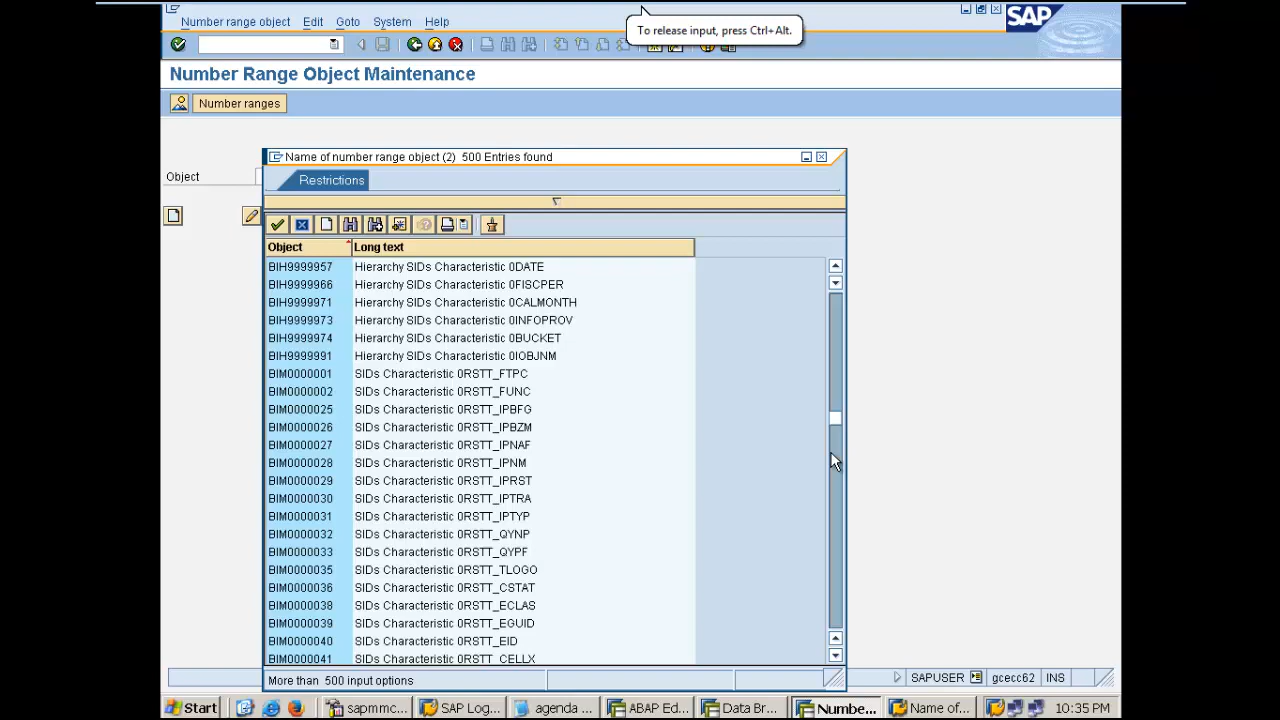 Number range object Edit Goto System Help
SAP
To release input, press Ctrl+Alt.
Number Range Object Maintenance
Number ranges
Name of number range object (2) 500 Entries found
Object
Restrictions
Object Long text
BIH9999957 Hierarchy SIDs Characteristic 0DATE
BIH9999966 Hierarchy SIDs Characteristic 0FISCPER
BIH9999971 Hierarchy SIDs Characteristic 0CALMONTH
BIH9999973 Hierarchy SIDs Characteristic 0INFOPROV
BIH9999974 Hierarchy SIDs Characteristic 0BUCKET
BIH9999991 Hierarchy SIDs Characteristic 0IOBJNM
BIM0000001 SIDs Characteristic 0RSTT_FTPC
BIM0000002 SIDs Characteristic 0RSTT_FUNC
BIM0000025 SIDs Characteristic 0RSTT_IPBFG
BIM0000026 SIDs Characteristic 0RSTT_IPBZM
BIM0000027 SIDs Characteristic 0RSTT_IPNAF
BIM0000028 SIDs Characteristic 0RSTT_IPNM
BIM0000029 SIDs Characteristic 0RSTT_IPRST
BIM0000030 SIDs Characteristic 0RSTT_IPTRA
BIM0000031 SIDs Characteristic 0RSTT_IPTYP
BIM0000032 SIDs Characteristic 0RSTT_QYNP
BIM0000033 SIDs Characteristic 0RSTT_QYPF
BIM0000035 SIDs Characteristic 0RSTT_TLOGO
BIM0000036 SIDs Characteristic 0RSTT_CSTAT
BIM0000038 SIDs Characteristic 0RSTT_ECLAS
BIM0000039 SIDs Characteristic 0RSTT_EGUID
BIM0000040 SIDs Characteristic 0RSTT_EID
BIM0000041 SIDs Characteristic 0RSTT_CELLX
More than 500 input options
SAPUSER gcecc62 INS
Start sapmmc... SAP Log... agenda ... ABAP Ed... Data Br... Numbe... Name of... 10:35 PM